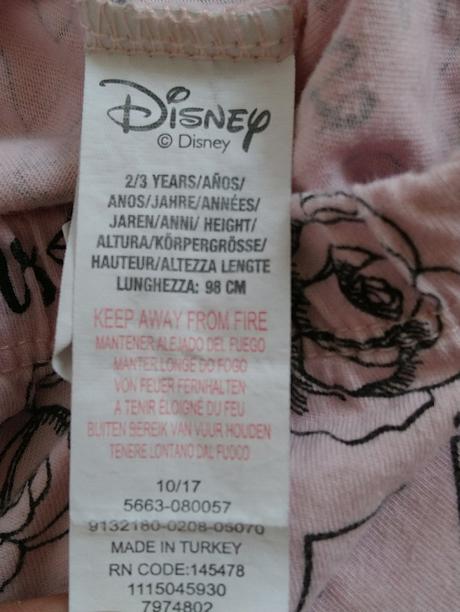 Disney
© Disney
2/3 YEARS/AÑOS/
ANOS/JAHRE/ANNÉES/
JAREN/ANNI/ HEIGHT/
ALTURA/KÖRPERGRÖSSE/
HAUTEUR/ALTEZZA LENGTE
LUNGHEZZA: 98 CM
KEEP AWAY FROM FIRE
MANTENER ALEJADO DEL FUEGO
MANTER LONGE DO FOGO
VON FEUER FERNHALTEN
A TENIR ÉLOIGNÉ DU FEU
BUITEN BEREIK VAN VUUR HOUDEN
TENERE LONTANO DAL FUOCO
10/17
5663-080057
9132180-0208-05070
MADE IN TURKEY
RN CODE:145478
1115045930
7974802